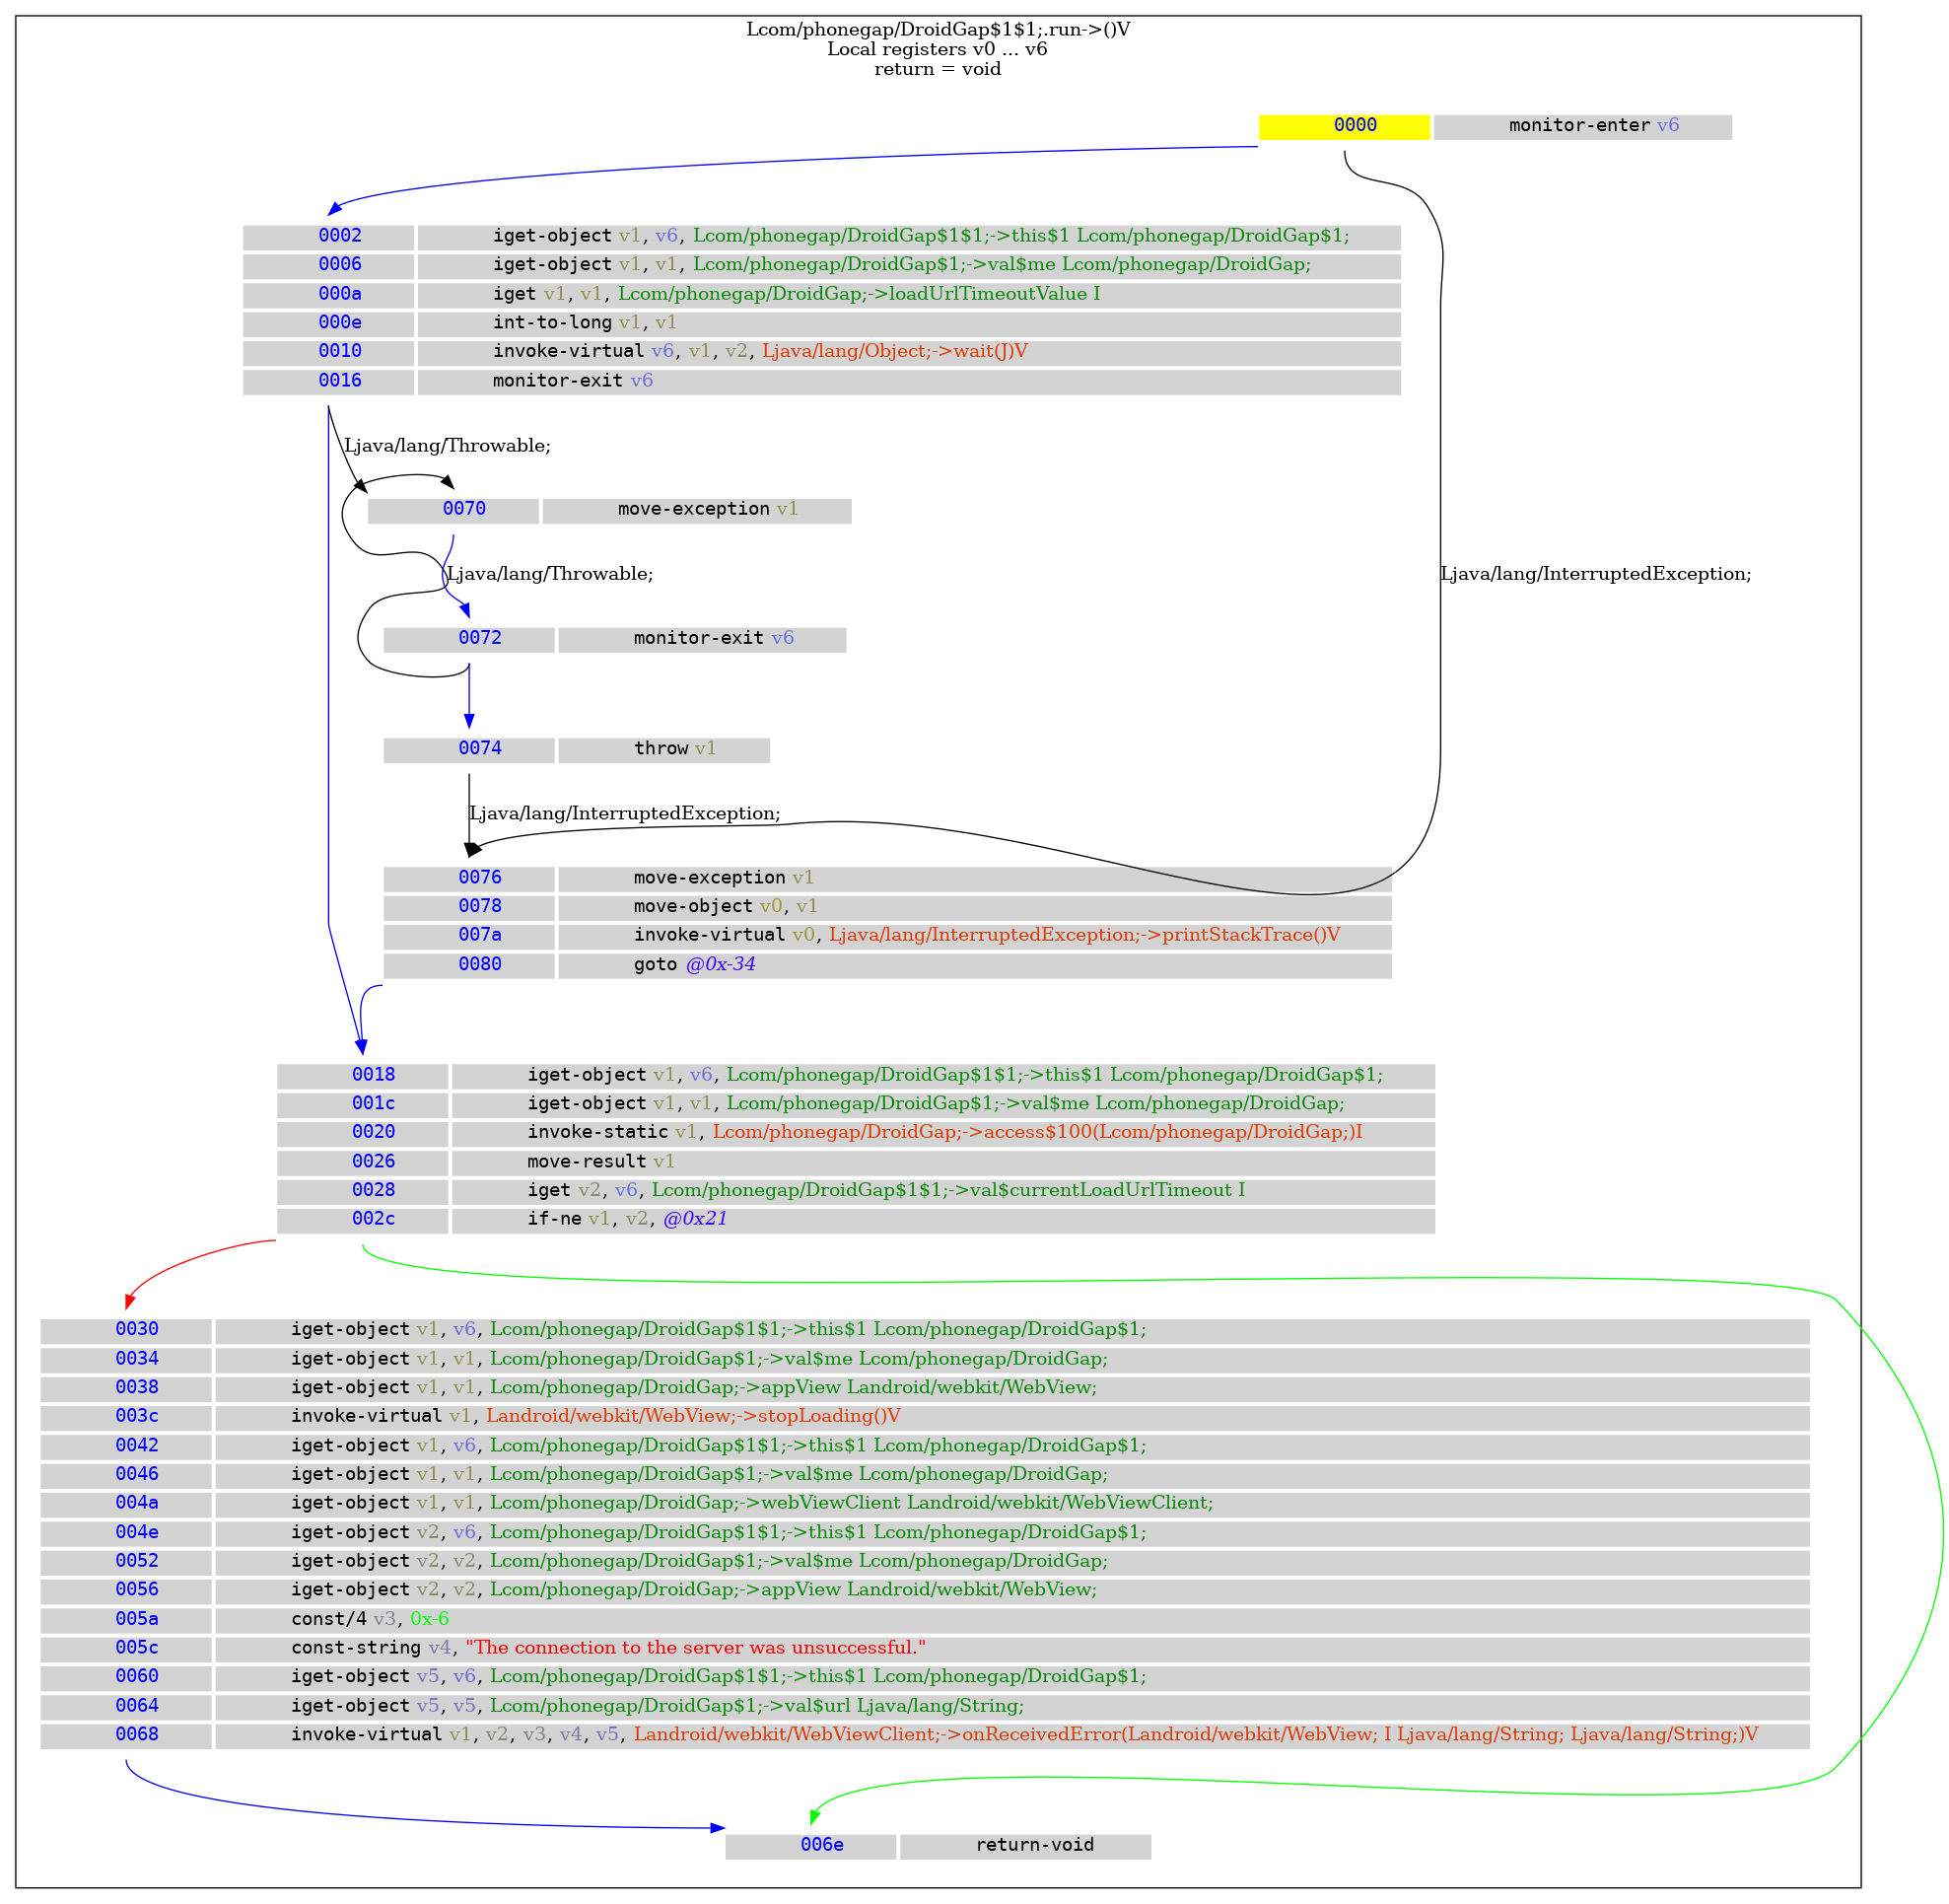 Lcom/phonegap/DroidGap$1$1;.run->()V
Local registers v0 ... v6
return = void
0000 monitor-enter v6
0002 iget-object v1, v6, Lcom/phonegap/DroidGap$1$1;->this$1 Lcom/phonegap/DroidGap$1;
0006 iget-object v1, v1, Lcom/phonegap/DroidGap$1;->val$me Lcom/phonegap/DroidGap;
000a iget v1, v1, Lcom/phonegap/DroidGap;->loadUrlTimeoutValue I
000e int-to-long v1, v1
0010 invoke-virtual v6, v1, v2, Ljava/lang/Object;->wait(J)V
0016 monitor-exit v6
Ljava/lang/Throwable;
0070 move-exception v1
Ljava/lang/Throwable;
Ljava/lang/InterruptedException;
0072 monitor-exit v6
0074 throw v1
Ljava/lang/InterruptedException;
0076 move-exception v1
0078 move-object v0, v1
007a invoke-virtual v0, Ljava/lang/InterruptedException;->printStackTrace()V
0080 goto @0x-34
0018 iget-object v1, v6, Lcom/phonegap/DroidGap$1$1;->this$1 Lcom/phonegap/DroidGap$1;
001c iget-object v1, v1, Lcom/phonegap/DroidGap$1;->val$me Lcom/phonegap/DroidGap;
0020 invoke-static v1, Lcom/phonegap/DroidGap;->access$100(Lcom/phonegap/DroidGap;)I
0026 move-result v1
0028 iget v2, v6, Lcom/phonegap/DroidGap$1$1;->val$currentLoadUrlTimeout I
002c if-ne v1, v2, @0x21
0030 iget-object v1, v6, Lcom/phonegap/DroidGap$1$1;->this$1 Lcom/phonegap/DroidGap$1;
0034 iget-object v1, v1, Lcom/phonegap/DroidGap$1;->val$me Lcom/phonegap/DroidGap;
0038 iget-object v1, v1, Lcom/phonegap/DroidGap;->appView Landroid/webkit/WebView;
003c invoke-virtual v1, Landroid/webkit/WebView;->stopLoading()V
0042 iget-object v1, v6, Lcom/phonegap/DroidGap$1$1;->this$1 Lcom/phonegap/DroidGap$1;
0046 iget-object v1, v1, Lcom/phonegap/DroidGap$1;->val$me Lcom/phonegap/DroidGap;
004a iget-object v1, v1, Lcom/phonegap/DroidGap;->webViewClient Landroid/webkit/WebViewClient;
004e iget-object v2, v6, Lcom/phonegap/DroidGap$1$1;->this$1 Lcom/phonegap/DroidGap$1;
0052 iget-object v2, v2, Lcom/phonegap/DroidGap$1;->val$me Lcom/phonegap/DroidGap;
0056 iget-object v2, v2, Lcom/phonegap/DroidGap;->appView Landroid/webkit/WebView;
005a const/4 v3, 0x-6
005c const-string v4, "The connection to the server was unsuccessful."
0060 iget-object v5, v6, Lcom/phonegap/DroidGap$1$1;->this$1 Lcom/phonegap/DroidGap$1;
0064 iget-object v5, v5, Lcom/phonegap/DroidGap$1;->val$url Ljava/lang/String;
0068 invoke-virtual v1, v2, v3, v4, v5, Landroid/webkit/WebViewClient;->onReceivedError(Landroid/webkit/WebView; I Ljava/lang/String; Ljava/lang/String;)V
006e return-void